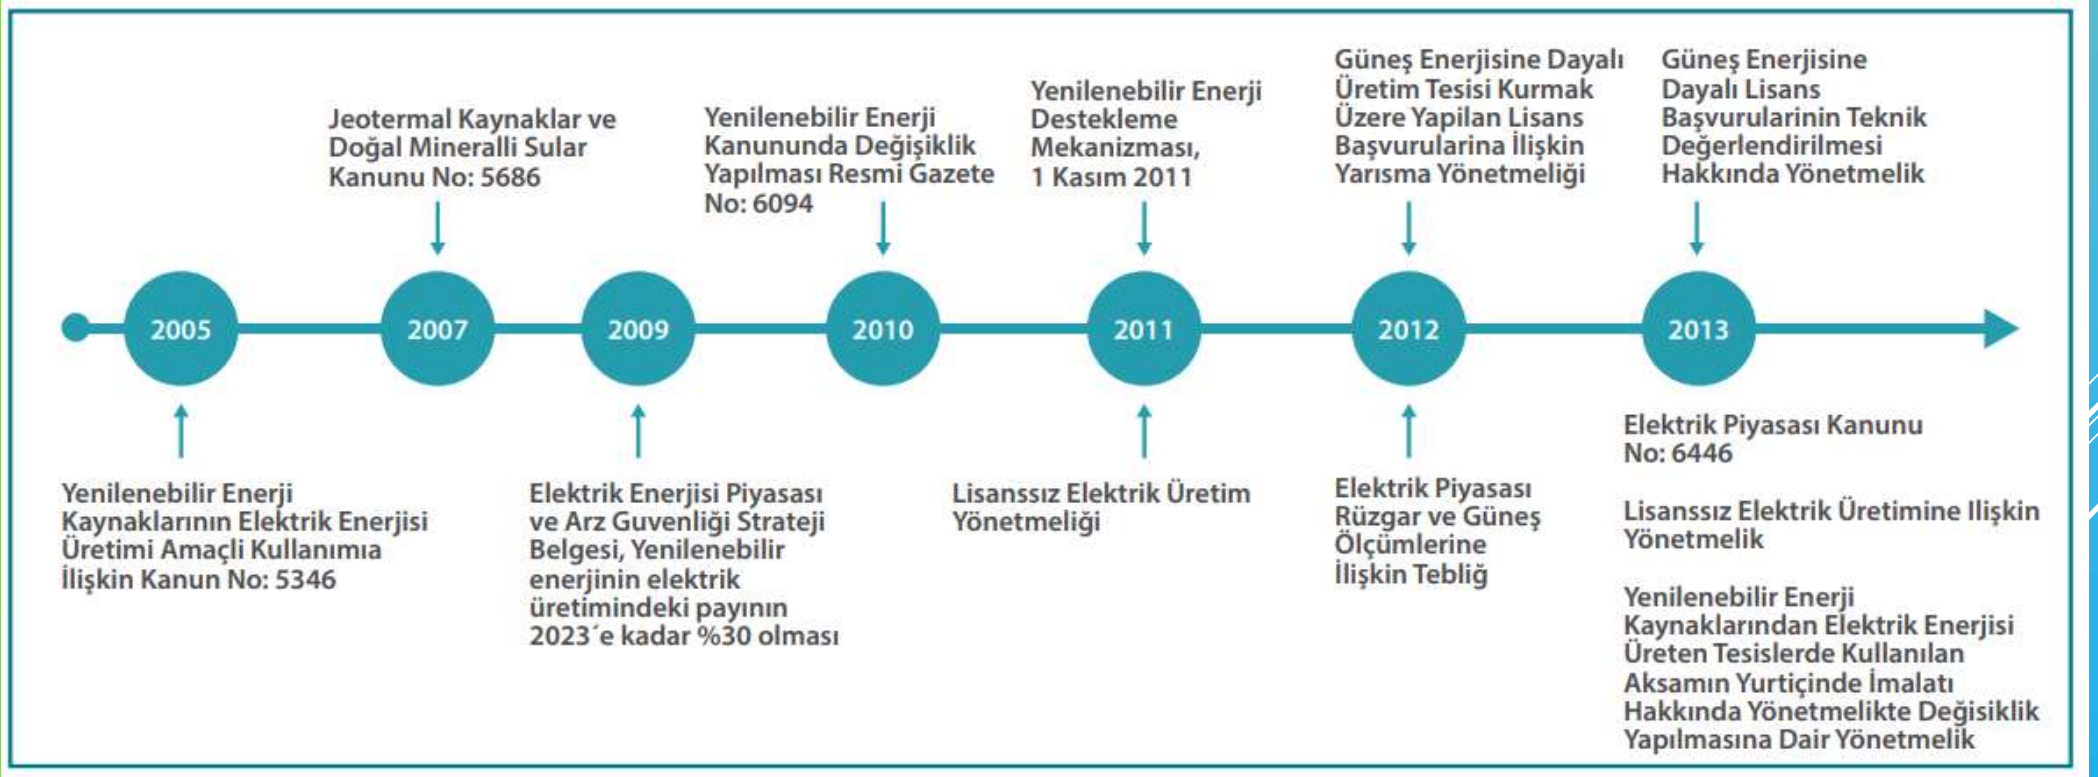 Jeotermal Kaynaklar ve
Doğal Mineralli Sular
Kanunu No: 5686
Yenilenebilir Enerji
Kanununda Değişiklik
Yapılması Resmi Gazete
No: 6094
Yenilenebilir Enerji
Destekleme
Mekanizması,
1 Kasım 2011
Güneş Enerjisine Dayalı
Üretim Tesisi Kurmak
Üzere Yapılan Lisans
Başvurularina İlişkin
Yarısma Yönetmeliği
Güneş Enerjisine
Dayalı Lisans
Başvurularinin Teknik
Değerlendirilmesi
Hakkında Yönetmelik
2005
2007
2009
2010
2011
2012
2013
Yenilenebilir Enerji
Kaynaklarının Elektrik Enerjisi
Üretimi Amaçli Kullanımıa
İlişkin Kanun No: 5346
Elektrik Enerjisi Piyasası
ve Arz Guvenliği Strateji
Belgesi, Yenilenebilir
enerjinin elektrik
üretimindeki payının
2023´e kadar %30 olması
Lisanssız Elektrik Üretim
Yönetmeliği
Elektrik Piyasası
Rüzgar ve Güneş
Ölçümlerine
İlişkin Tebliğ
Elektrik Piyasası Kanunu
No: 6446
Lisanssız Elektrik Üretimine Ilişkin
Yönetmelik
Yenilenebilir Enerji
Kaynaklarından Elektrik Enerjisi
Üreten Tesislerde Kullanılan
Aksamın Yurtiçinde İmalatı
Hakkında Yönetmelikte Değisiklik
Yapılmasına Dair Yönetmelik